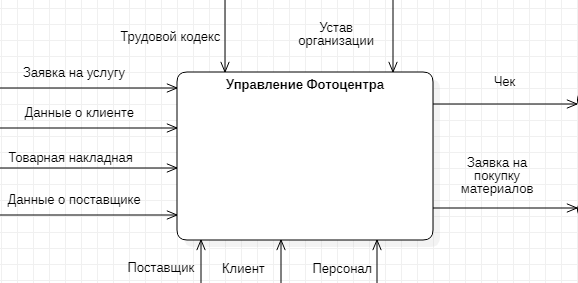 Трудовой кодекс
Устав
организации
Заявка на услугу
Управление Фотоцентра
Чек
Данные о клиенте
Товарная накладная
Заявка на
покупку
материалов
Данные о поставщике
Поставщик
Клиент
Персонал